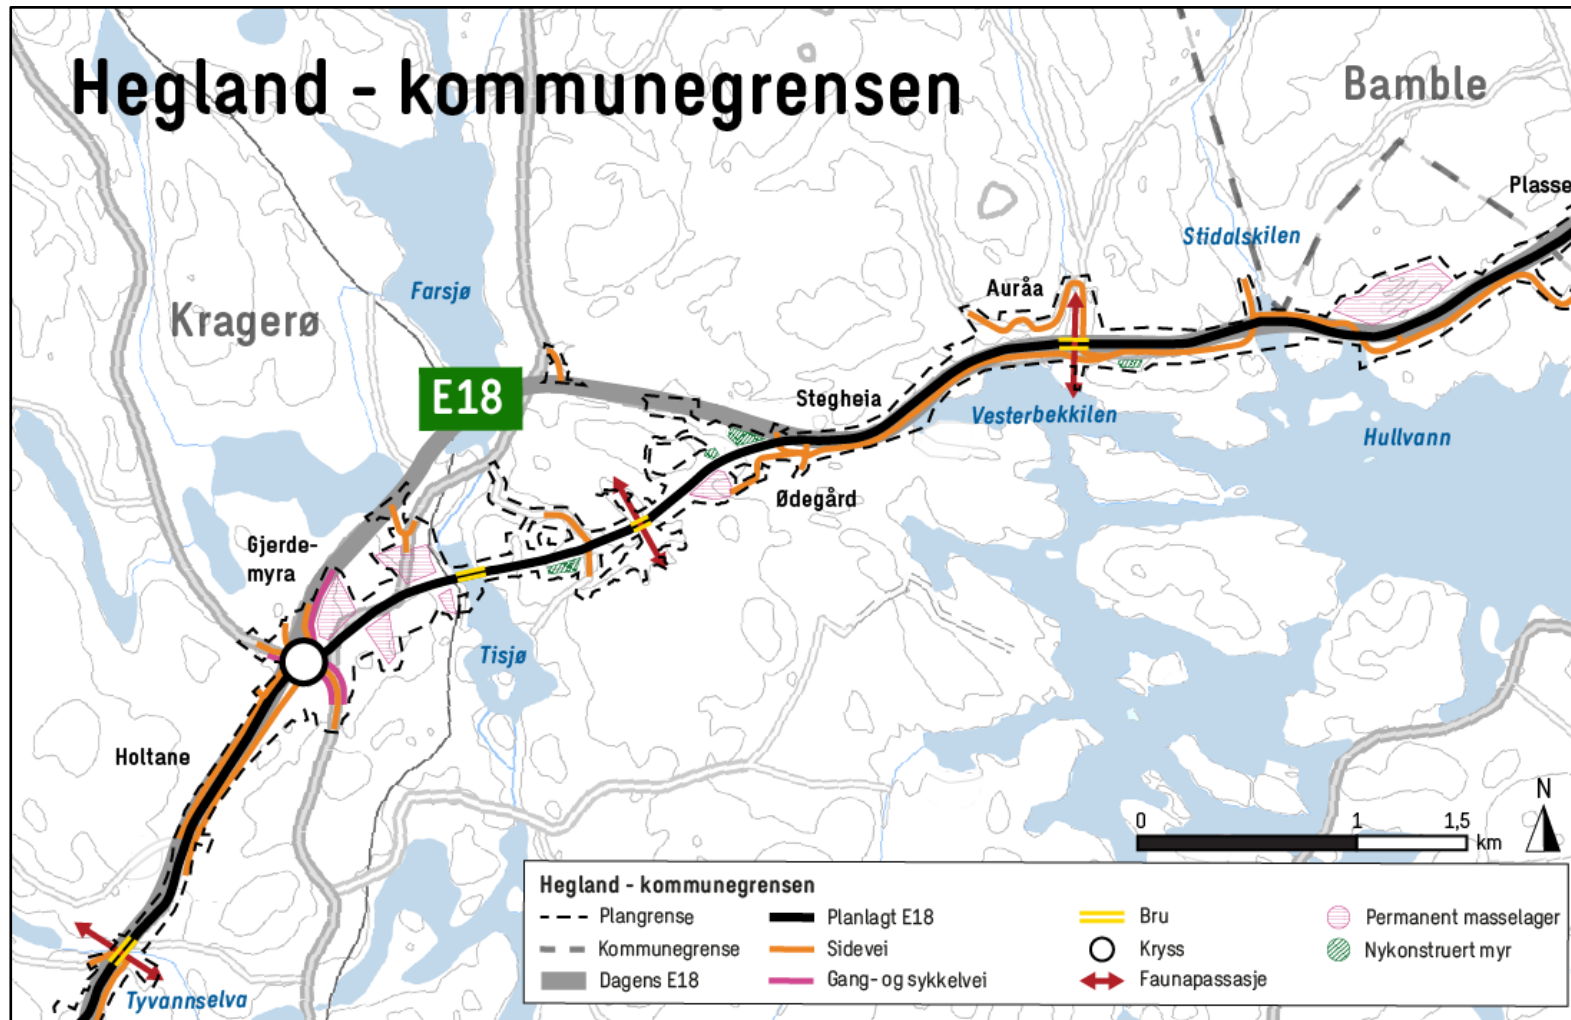 Hegland - kommunegrensen
Bamble
Plasse
Stidalskilen
Auråa
Farsjø
Kragerø
E18
Stegheia
Vesterbekkilen
Hullvann
Ødegård
Gjerde-
myra
Tisjø
Holtane
Tyvannselva
N
0 1 1,5
km
Hegland - kommunegrensen
Plangrense
Planlagt E18
Bru
Permanent masselager
Kommunegrense
Sidevei
Kryss
Nykonstruert myr
Dagens E18
Gang- og sykkelvei
Faunapassasje